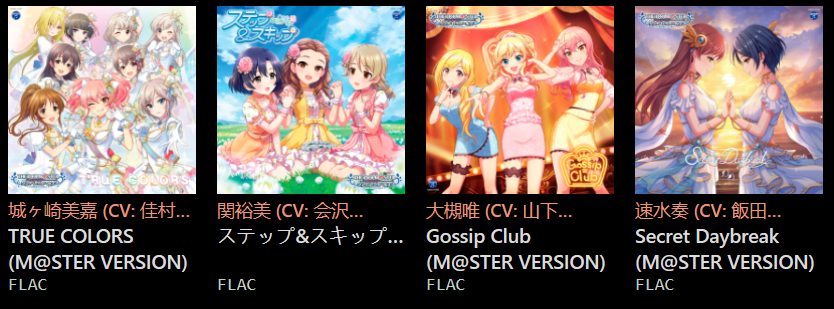 ステップ&スキップ
TRUE COLORS
Gossip Club
Secret Daybreak
城ヶ崎美嘉 (CV: 佳村...
TRUE COLORS
(M@STER VERSION)
FLAC
関裕美 (CV: 会沢...
ステップ&スキップ...
FLAC
大槻唯 (CV: 山下...
Gossip Club
(M@STER VERSION)
FLAC
速水奏 (CV: 飯田...
Secret Daybreak
(M@STER VERSION)
FLAC